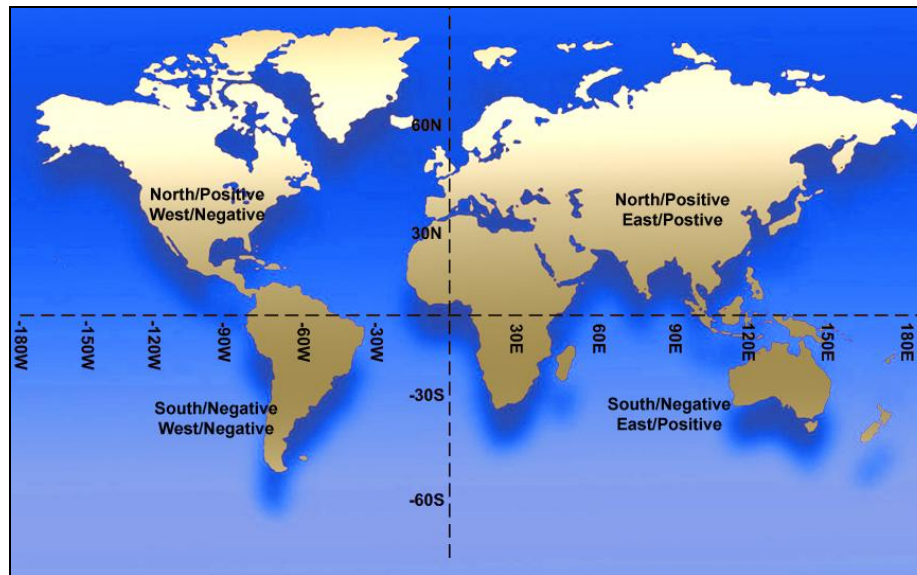 60N
North/Positive
West/Negative
North/Positive
East/Postive
30N
-180W
-150W
-120W
-90W
-60W
-30W
30E
60E
90E
120E
150E
180E
-30S
South/Negative
West/Negative
South/Negative
East/Positive
-60S